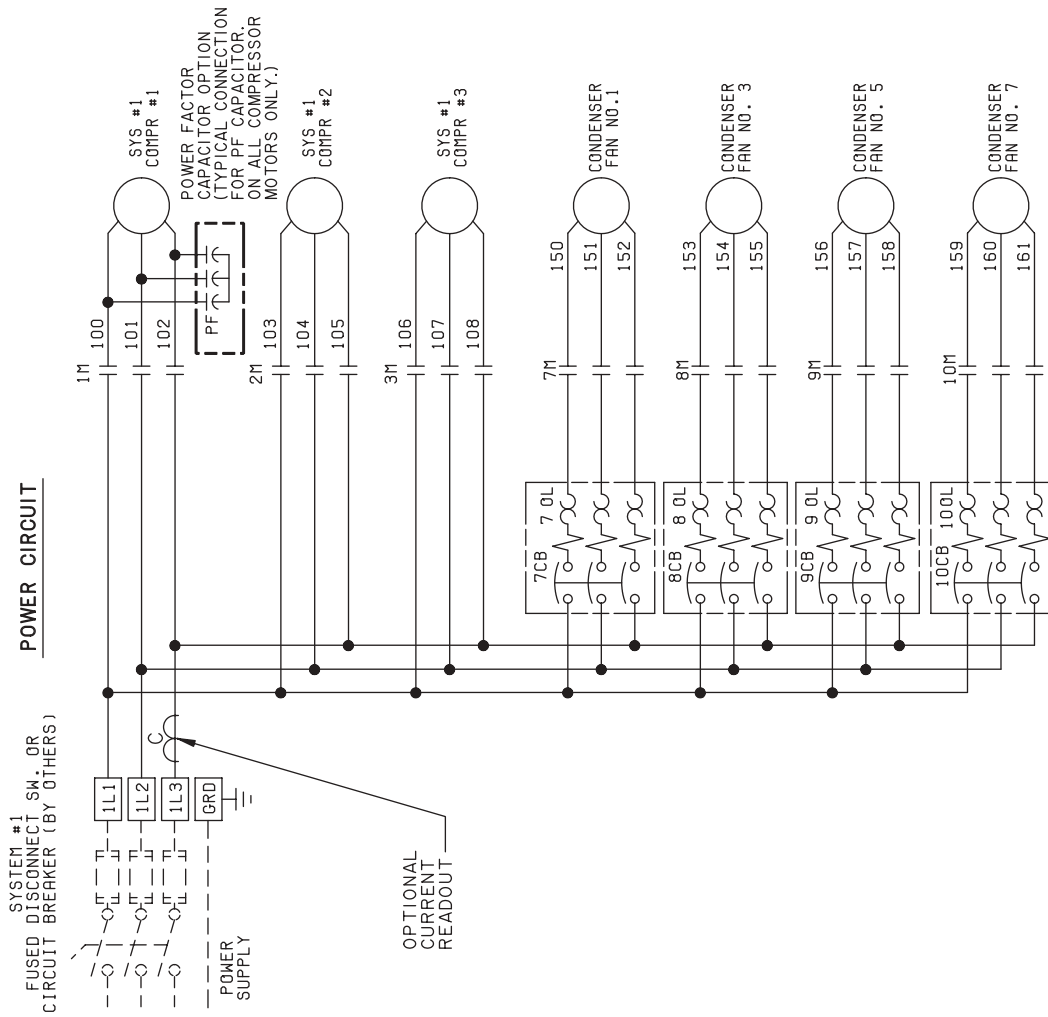 POWER CIRCUIT
SYSTEM #1
FUSED DISCONNECT SW. OR
CIRCUIT BREAKER (BY OTHERS)
POWER
SUPPLY
1L1
1L2
1L3
GRD
C
OPTIONAL
CURRENT
READOUT
1M
100
101
102
SYS #1
COMPR #1
PF
POWER FACTOR
CAPACITOR OPTION
(TYPICAL CONNECTION
FOR PF CAPACITOR.
ON ALL COMPRESSOR
MOTORS ONLY.)
2M
103
104
105
SYS #1
COMPR #2
3M
106
107
108
SYS #1
COMPR #3
7CB
7 OL
7M
150
151
152
CONDENSER
FAN NO.1
8CB
8 OL
8M
153
154
155
CONDENSER
FAN NO. 3
9CB
9 OL
9M
156
157
158
CONDENSER
FAN NO. 5
10CB
10OL
10M
159
160
161
CONDENSER
FAN NO. 7